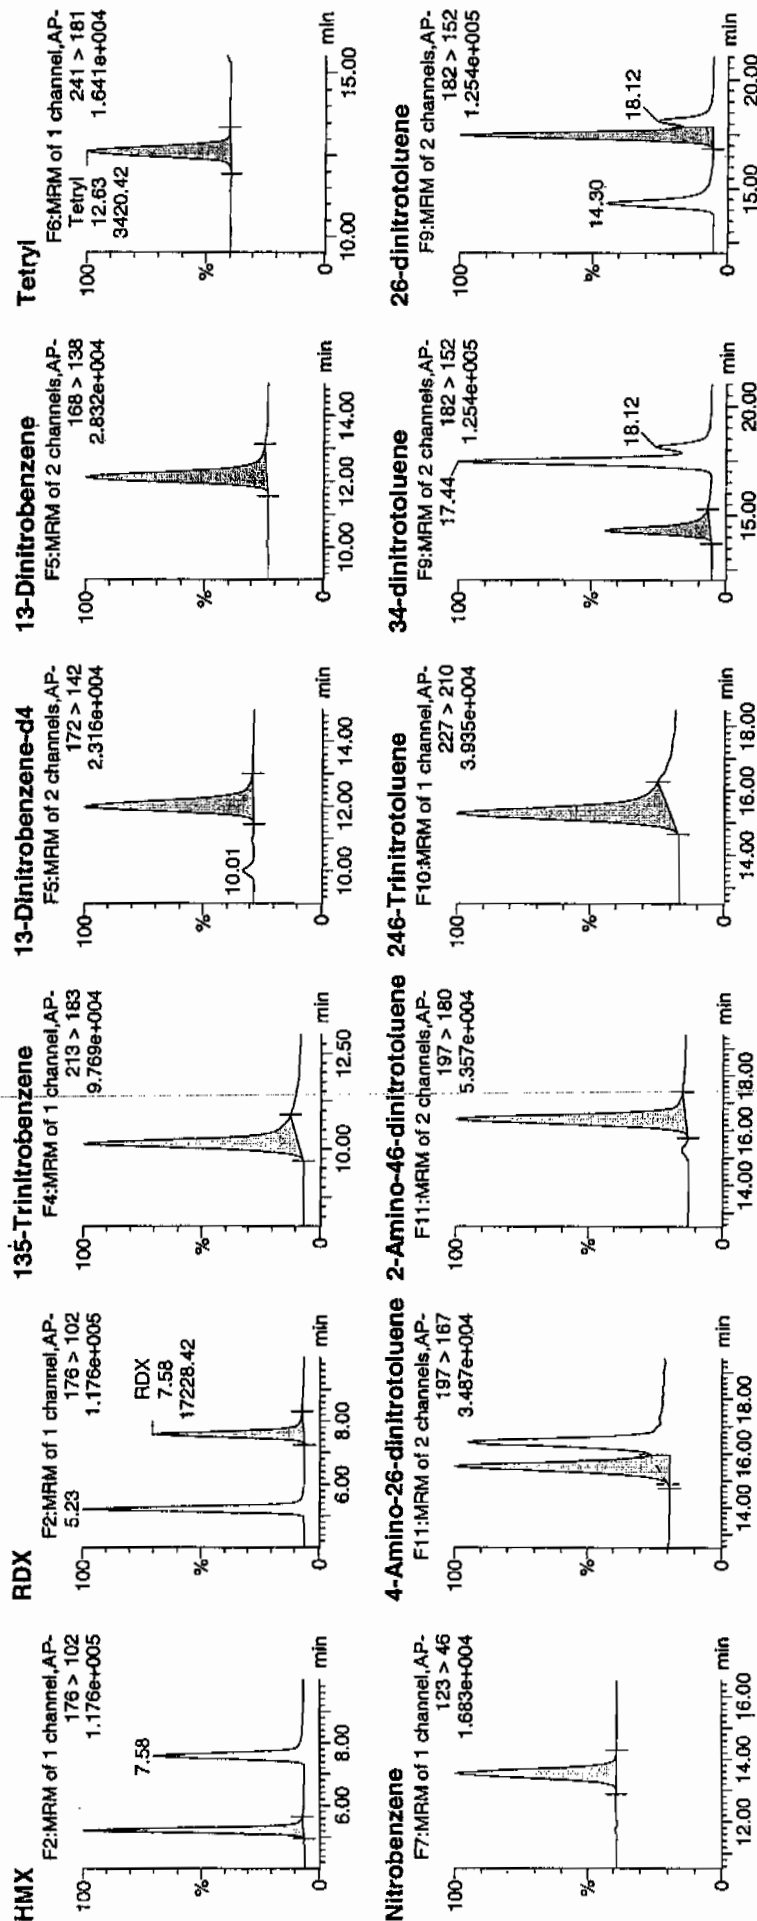 HMX
F2:MRM of 1 channel,AP-
176 > 102
1.176e+005
100
7.58
%
0
6.00 8.00
min
RDX
F2:MRM of 1 channel,AP-
176 > 102
1.176e+005
100
5.23
RDX
7.58
17228.42
%
0
6.00 8.00
min
135-Trinitrobenzene
F4:MRM of 1 channel,AP-
213 > 183
9.769e+004
100
%
0
10.00 12.50
min
13-Dinitrobenzene-d4
F5:MRM of 2 channels,AP-
172 > 142
2.316e+004
100
10.01
%
0
10.00 12.00 14.00
min
13-Dinitrobenzene
F5:MRM of 2 channels,AP-
168 > 138
2.832e+004
100
%
0
10.00 12.00 14.00
min
Tetryl
F6:MRM of 1 channel,AP-
241 > 181
1.641e+004
100
Tetryl
12.63
3420.42
%
0
10.00 15.00
min
Nitrobenzene
F7:MRM of 1 channel,AP-
123 > 46
1.683e+004
100
%
0
12.00 14.00 16.00
min
4-Amino-26-dinitrotoluene
F11:MRM of 2 channels,AP-
197 > 167
3.487e+004
100
%
0
14.00 16.00 18.00
min
2-Amino-46-dinitrotoluene
F11:MRM of 2 channels,AP-
197 > 180
5.357e+004
100
%
0
14.00 16.00 18.00
min
246-Trinitrotoluene
F10:MRM of 1 channel,AP-
227 > 210
3.935e+004
100
%
0
14.00 16.00 18.00
min
34-dinitrotoluene
F9:MRM of 2 channels,AP-
182 > 152
1.254e+005
100
17.44
18.12
%
0
15.00 20.00
min
26-dinitrotoluene
F9:MRM of 2 channels,AP-
182 > 152
1.254e+005
100
14.30
18.12
%
0
15.00 20.00
min